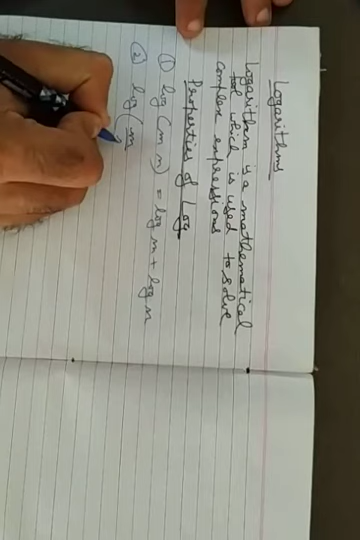 Logarithms
Logarithm is a mathematical
tool which is used to solve
complex expressions
Properties of Log
① log (m n) = log m + log n
② log (m